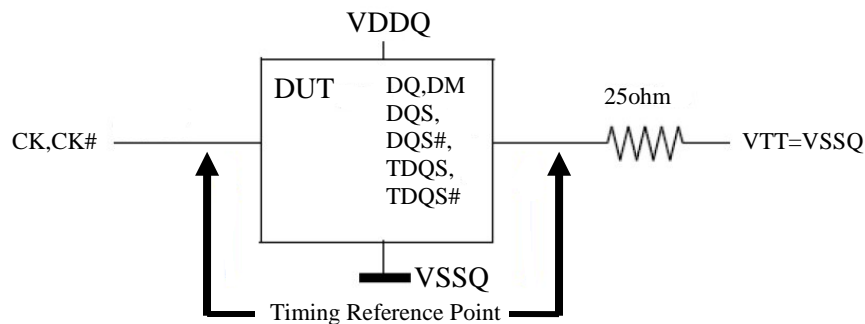 VDDQ
DUT
DQ,DM
DQS,
DQS#,
TDQS,
TDQS#
CK,CK#
25ohm
VTT=VSSQ
VSSQ
Timing Reference Point